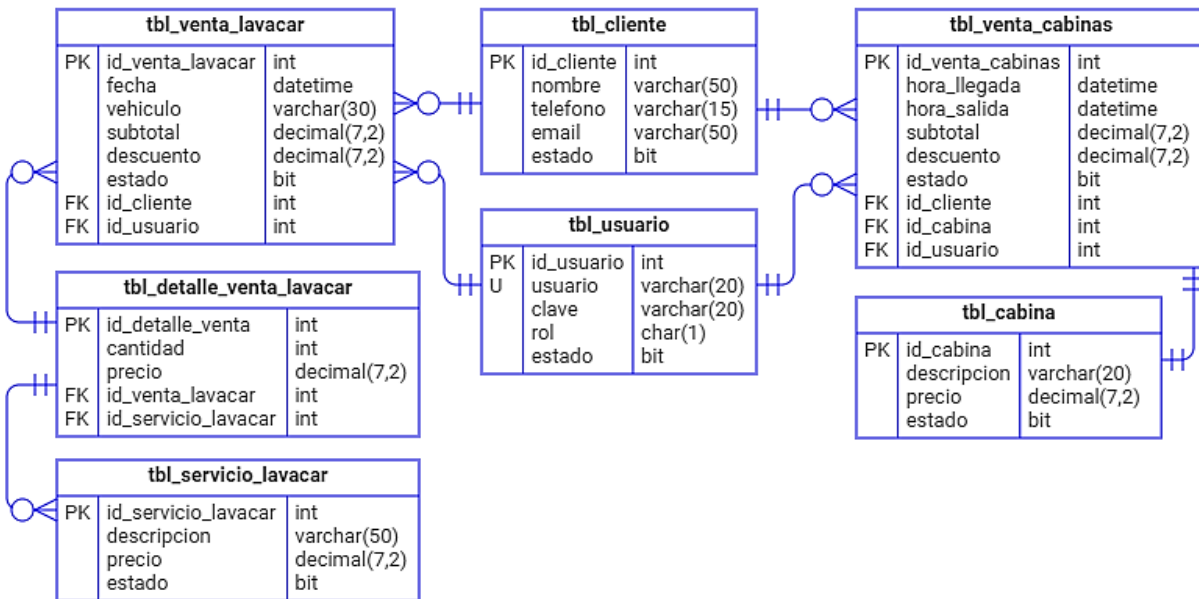 tbl_venta_lavacar
PK id_venta_lavacar int
fecha datetime
vehiculo varchar(30)
subtotal decimal(7,2)
descuento decimal(7,2)
estado bit
FK id_cliente int
FK id_usuario int
tbl_detalle_venta_lavacar
PK id_detalle_venta int
cantidad int
precio decimal(7,2)
FK id_venta_lavacar int
FK id_servicio_lavacar int
tbl_servicio_lavacar
PK id_servicio_lavacar int
descripcion varchar(50)
precio decimal(7,2)
estado bit
tbl_cliente
PK id_cliente int
nombre varchar(50)
telefono varchar(15)
email varchar(50)
estado bit
tbl_usuario
PK id_usuario int
U usuario varchar(20)
clave varchar(20)
rol char(1)
estado bit
tbl_venta_cabinas
PK id_venta_cabinas int
hora_llegada datetime
hora_salida datetime
subtotal decimal(7,2)
descuento decimal(7,2)
estado bit
FK id_cliente int
FK id_cabina int
FK id_usuario int
tbl_cabina
PK id_cabina int
descripcion varchar(20)
precio decimal(7,2)
estado bit